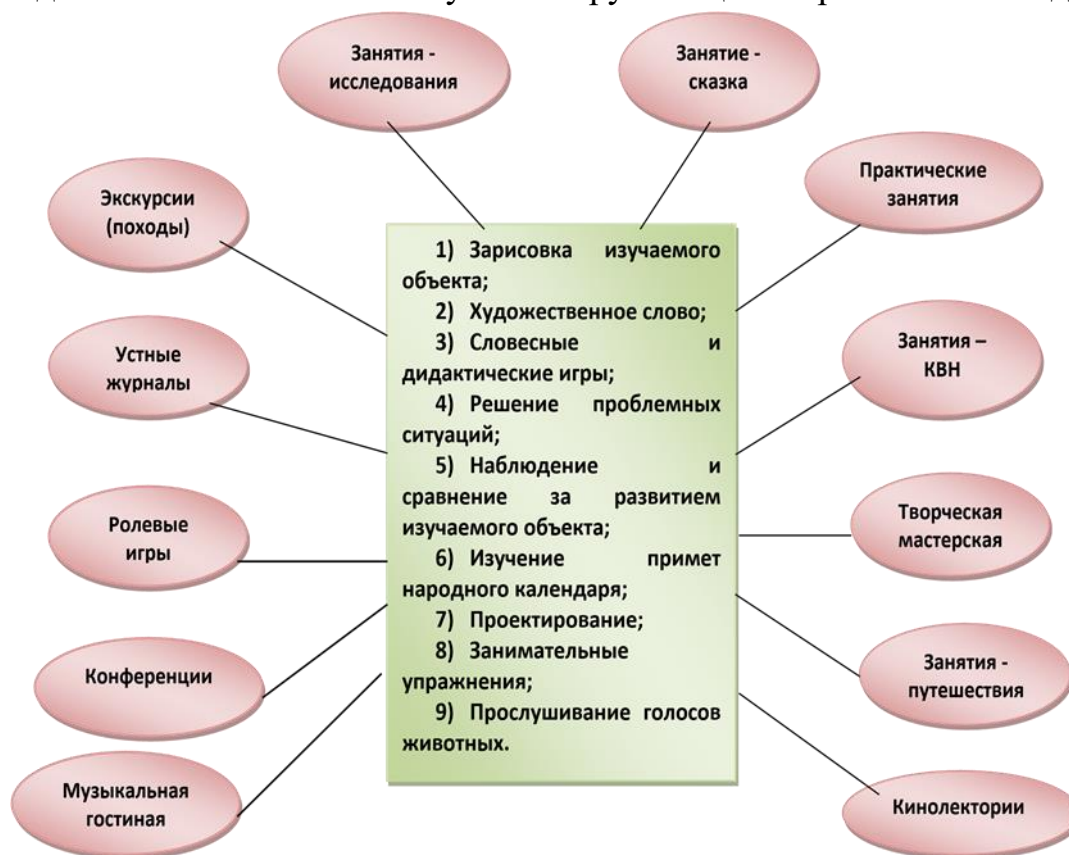 Занятия -
исследования
Занятие -
сказка
Экскурсии
(походы)
Практические
занятия
Устные
журналы
Занятия –
КВН
Ролевые
игры
Творческая
мастерская
Конференции
Занятия -
путешествия
Музыкальная
гостиная
Кинолектории
1) Зарисовка изучаемого
объекта;
2) Художественное слово;
3) Словесные и
дидактические игры;
4) Решение проблемных
ситуаций;
5) Наблюдение и
сравнение за развитием
изучаемого объекта;
6) Изучение примет
народного календаря;
7) Проектирование;
8) Занимательные
упражнения;
9) Прослушивание голосов
животных.